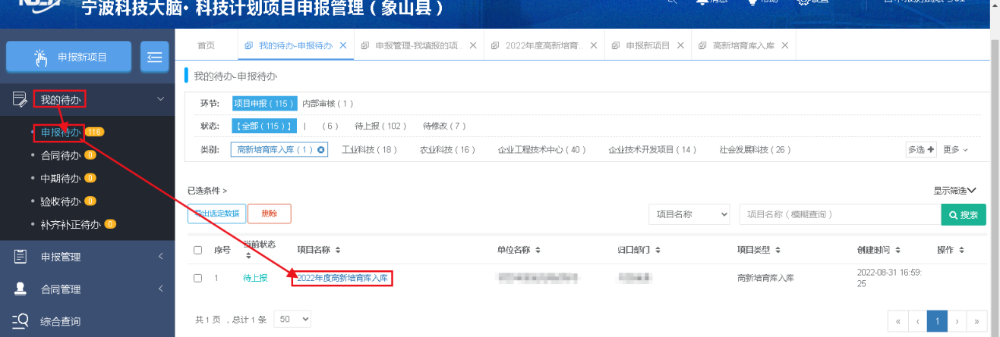 宁波科技大脑·科技计划项目申报管理（象山县）
消息 帮助 设置
申报新项目
首页 我的待办-申报待办 申报管理-我填报的项.. 2022年度高新培育.. 申报新项目 高新培育库入库
我的待办
申报待办 116
合同待办 0
中期待办 0
验收待办 0
补齐补正待办 0
申报管理
合同管理
综合查询
我的待办-申报待办
环节: 项目申报（115） 内部审核（1）
状态: 【全部（115）】 | （6） 待上报（102） 待修改（7）
类别: 高新培育库入库（1） 工业科技（18） 农业科技（16） 企业工程技术中心（40） 企业技术开发项目（14） 社会发展科技（26） 多选 更多
已选条件 > 显示筛选
导出选定数据 删除 项目名称 项目名称（模糊查询） 搜索
序号 当前状态 项目名称 单位名称 归口部门 项目类型 创建时间 操作
1 待上报 2022年度高新培育库入库 高新培育库入库 2022-08-31 16:59:
25
共1页，总计1条 50 « ‹ 1 › »